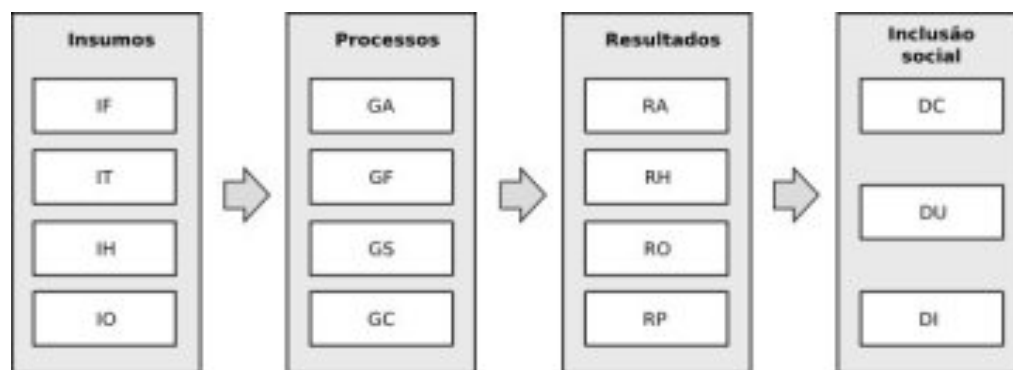 Insumos
IF
IT
IH
IO
Processos
GA
GF
GS
GC
Resultados
RA
RH
RO
RP
Inclusão
social
DC
DU
DI